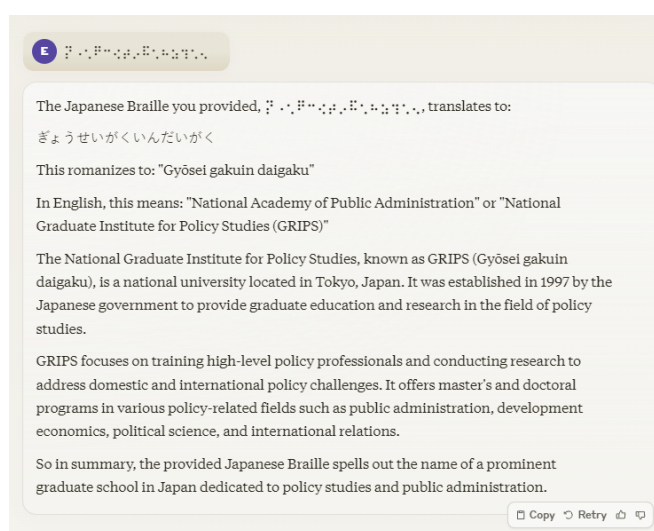 E
The Japanese Braille you provided, translates to:
ぎょうせいがくいんだいがく
This romanizes to: "Gyōsei gakuin daigaku"
In English, this means: "National Academy of Public Administration" or "National
Graduate Institute for Policy Studies (GRIPS)"
The National Graduate Institute for Policy Studies, known as GRIPS (Gyōsei gakuin
daigaku), is a national university located in Tokyo, Japan. It was established in 1997 by the
Japanese government to provide graduate education and research in the field of policy
studies.
GRIPS focuses on training high-level policy professionals and conducting research to
address domestic and international policy challenges. It offers master's and doctoral
programs in various policy-related fields such as public administration, development
economics, political science, and international relations.
So in summary, the provided Japanese Braille spells out the name of a prominent
graduate school in Japan dedicated to policy studies and public administration.
Copy Retry